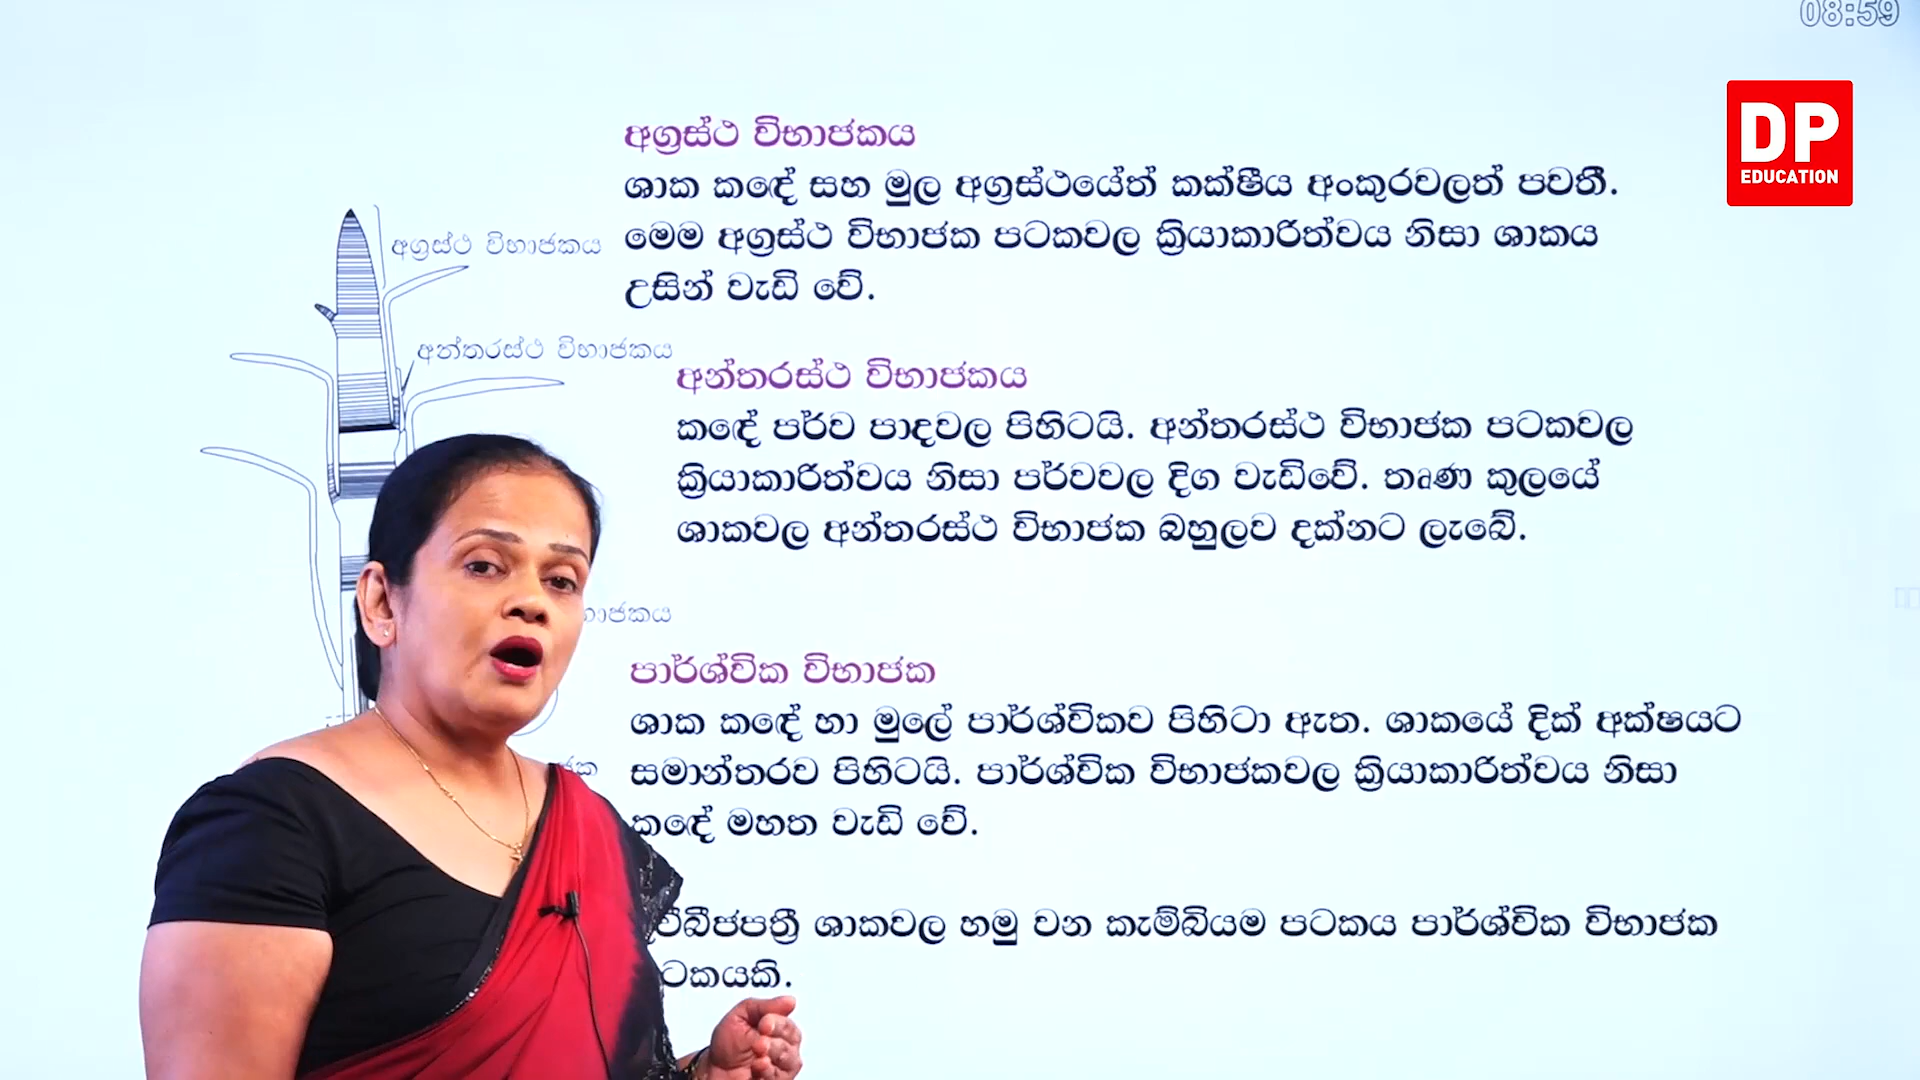 08:59
DP
EDUCATION
අග්‍රස්ථ විභාජකය
ශාක කඳේ සහ මුල අග්‍රස්ථයේත් කක්ෂීය අංකුරවලත් පවතී.
මෙම අග්‍රස්ථ විභාජක පටකවල ක්‍රියාකාරිත්වය නිසා ශාකය
උසින් වැඩි වේ.
අග්‍රස්ථ විභාජකය
අන්තරස්ථ විභාජකය
අන්තරස්ථ විභාජකය
කඳේ පර්ව පාදවල පිහිටයි. අන්තරස්ථ විභාජක පටකවල
ක්‍රියාකාරිත්වය නිසා පර්වවල දිග වැඩිවේ. තෘණ කුලයේ
ශාකවල අන්තරස්ථ විභාජක බහුලව දක්නට ලැබේ.
පාර්ශ්වික විභාජක
ශාක කඳේ හා මුලේ පාර්ශ්විකව පිහිටා ඇත. ශාකයේ දික් අක්ෂයට
සමාන්තරව පිහිටයි. පාර්ශ්වික විභාජකවල ක්‍රියාකාරිත්වය නිසා
කඳේ මහත වැඩි වේ.
ශාකවල හමු වන කැම්බියම පටකය පාර්ශ්වික විභාජක